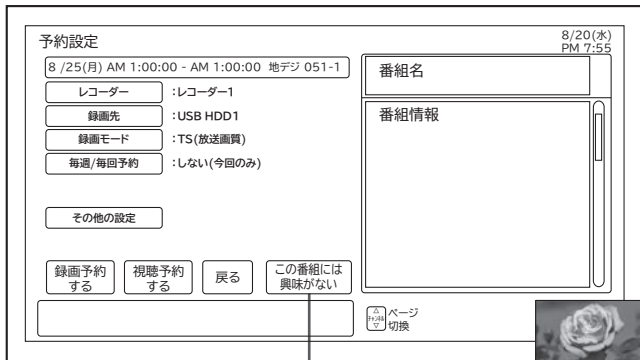 予約設定
8/20(水)
PM 7:55
8 /25(月) AM 1:00:00 - AM 1:00:00 地デジ 051-1
レコーダー :レコーダー1
録画先 :USB HDD1
録画モード :TS(放送画質)
毎週/毎回予約 :しない(今回のみ)
その他の設定
録画予約
する
視聴予約
する
戻る
この番組には
興味がない
番組名
番組情報
チャンネル
ページ
切換